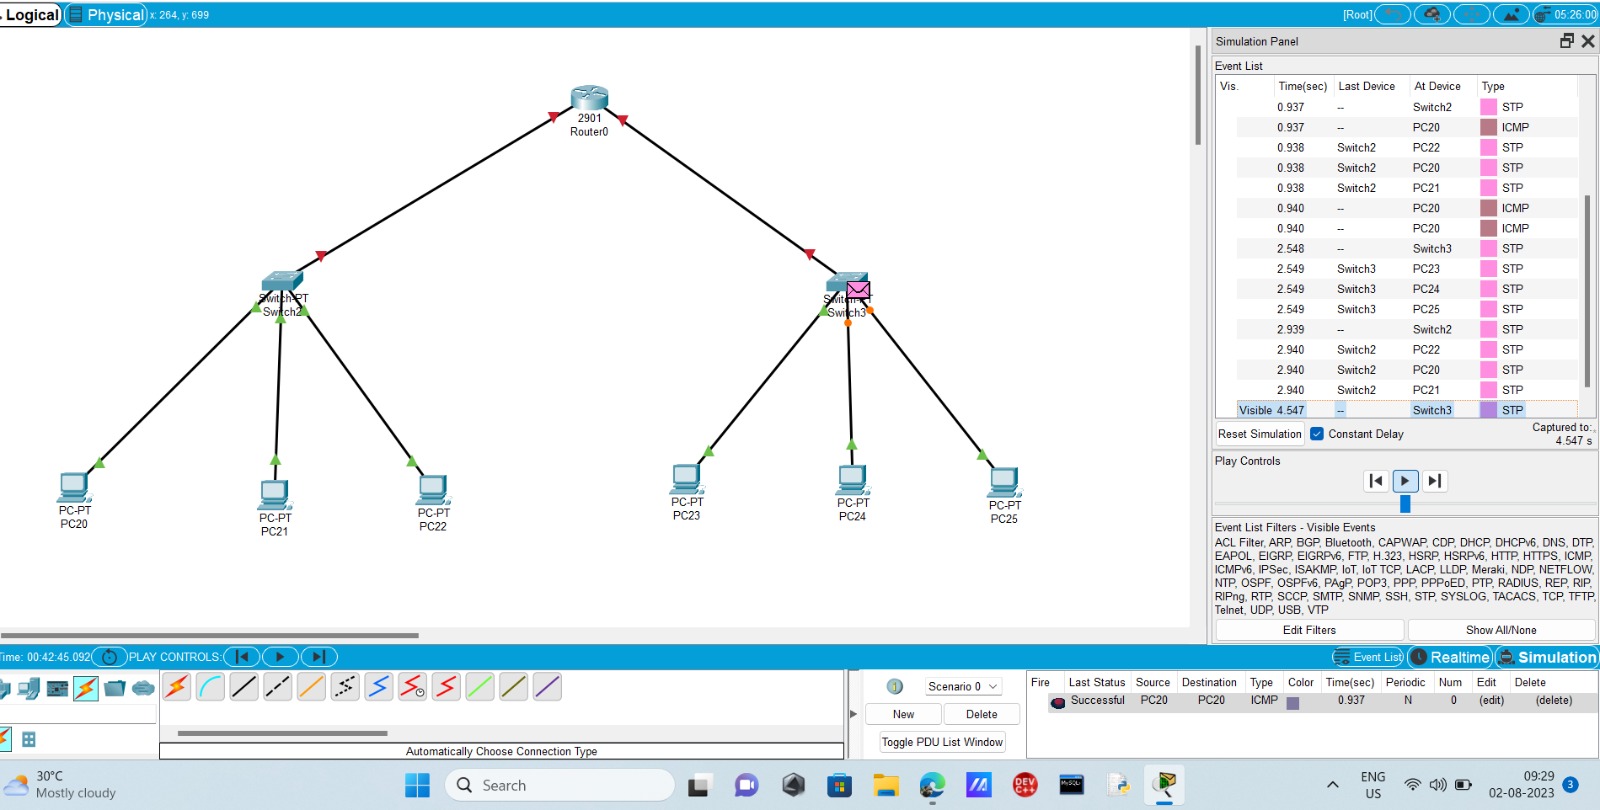 Logical Physical x: 264, y: 699 [Root] 05:26:00
Simulation Panel
Event List
Vis. Time(sec) Last Device At Device Type
0.937 -- Switch2 STP
0.937 -- PC20 ICMP
0.938 Switch2 PC22 STP
0.938 Switch2 PC20 STP
0.938 Switch2 PC21 STP
0.940 -- PC20 ICMP
0.940 -- PC20 ICMP
2.548 -- Switch3 STP
2.549 Switch3 PC23 STP
2.549 Switch3 PC24 STP
2.549 Switch3 PC25 STP
2.939 -- Switch2 STP
2.940 Switch2 PC22 STP
2.940 Switch2 PC20 STP
2.940 Switch2 PC21 STP
Visible 4.547 -- Switch3 STP
Reset Simulation Constant Delay Captured to:
4.547 s
Play Controls
Event List Filters - Visible Events
ACL Filter, ARP, BGP, Bluetooth, CAPWAP, CDP, DHCP, DHCPv6, DNS, DTP,
EAPOL, EIGRP, EIGRPv6, FTP, H.323, HSRP, HSRPv6, HTTP, HTTPS, ICMP,
ICMPv6, IPSec, ISAKMP, IoT, IoT TCP, LACP, LLDP, Meraki, NDP, NETFLOW,
NTP, OSPF, OSPFv6, PAgP, POP3, PPP, PPPoED, PTP, RADIUS, REP, RIP,
RIPng, RTP, SCCP, SMTP, SNMP, SSH, STP, SYSLOG, TACACS, TCP, TFTP,
Telnet, UDP, USB, VTP
Edit Filters Show All/None
2901
Router0
Switch-PT
Switch2
Switch3
PC-PT
PC20
PC-PT
PC21
PC-PT
PC22
PC-PT
PC23
PC-PT
PC24
PC-PT
PC25
Time: 00:42:45.092 PLAY CONTROLS: Event List Realtime Simulation
Automatically Choose Connection Type
Scenario 0
New Delete
Toggle PDU List Window
Fire Last Status Source Destination Type Color Time(sec) Periodic Num Edit Delete
Successful PC20 PC20 ICMP 0.937 N 0 (edit) (delete)
30°C
Mostly cloudy
Search
DEV
C++
MySQL
ENG
US
09:29
02-08-2023
3